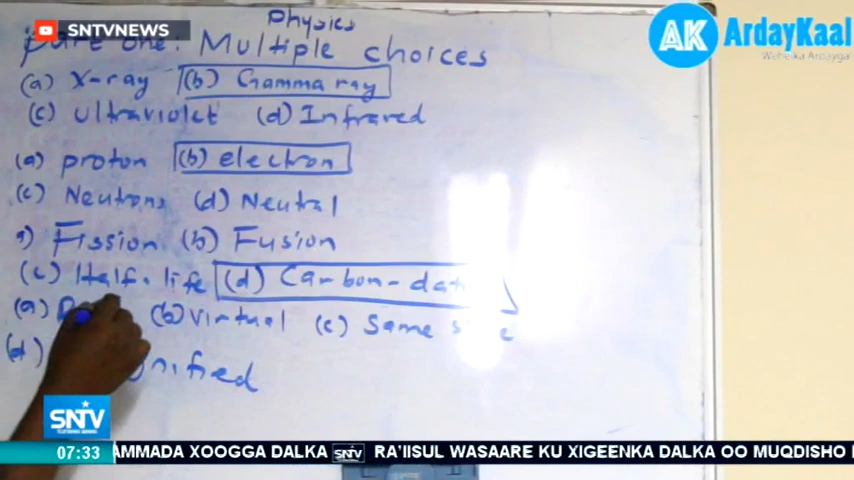 SNTVNEWS
Physics
Part one: Multiple choices
AK ArdayKaal
(a) X-ray (b) Gamma ray
(c) ultraviolet (d) Infrared
(a) proton (b) electron
(c) Neutrons (d) Neutral
a) Fission (b) Fusion
(c) Half-life (d) Carbon-dat
(a) (b) virtual (c) Same
(d)
SNTV
07:33 AMMADA XOOGGA DALKA SNTV RA'IISUL WASAARE KU XIGEENKA DALKA OO MUQDISHO